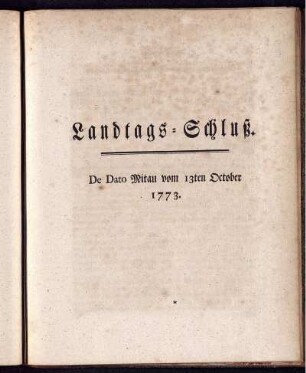 Landtags-Schluß.
De Dato Mitau vom 13ten October
1773.